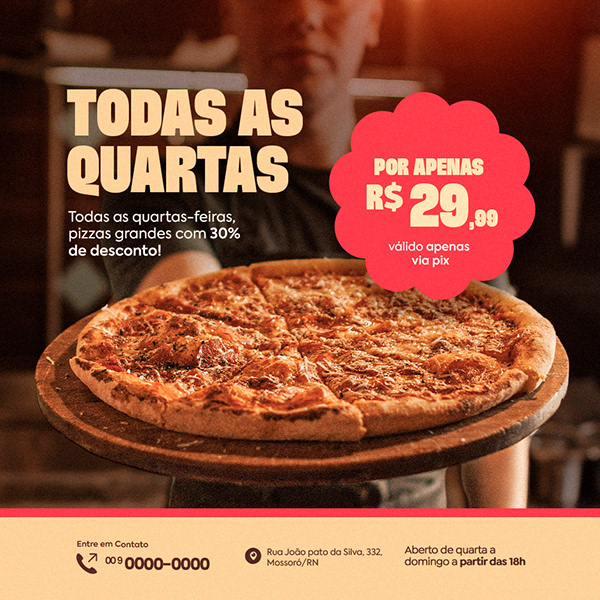 TODAS AS
QUARTAS
Todas as quartas-feiras,
pizzas grandes com 30%
de desconto!
POR APENAS
R$ 29,99
válido apenas
via pix
Entre em Contato
00 9 0000-0000
Rua João pato da Silva, 332,
Mossoró/RN
Aberto de quarta a
domingo a partir das 18h